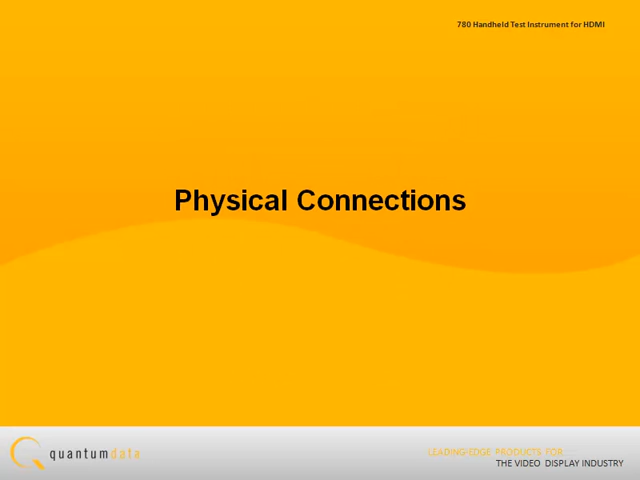 780 Handheld Test Instrument for HDMI
Physical Connections
quantumdata
LEADING-EDGE PRODUCTS FOR
THE VIDEO DISPLAY INDUSTRY